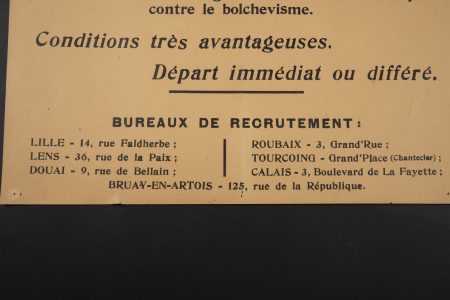 contre le bolchevisme.
Conditions très avantageuses.
Départ immédiat ou différé.
BUREAUX DE RECRUTEMENT :
LILLE - 14, rue Faidherbe ;
LENS - 36, rue de la Paix ;
DOUAI - 9, rue de Bellain ;
ROUBAIX - 3, Grand'Rue ;
TOURCOING - Grand'Place (Chantecler) ;
CALAIS - 3, Boulevard de La Fayette ;
BRUAY-EN-ARTOIS - 125, rue de la République.